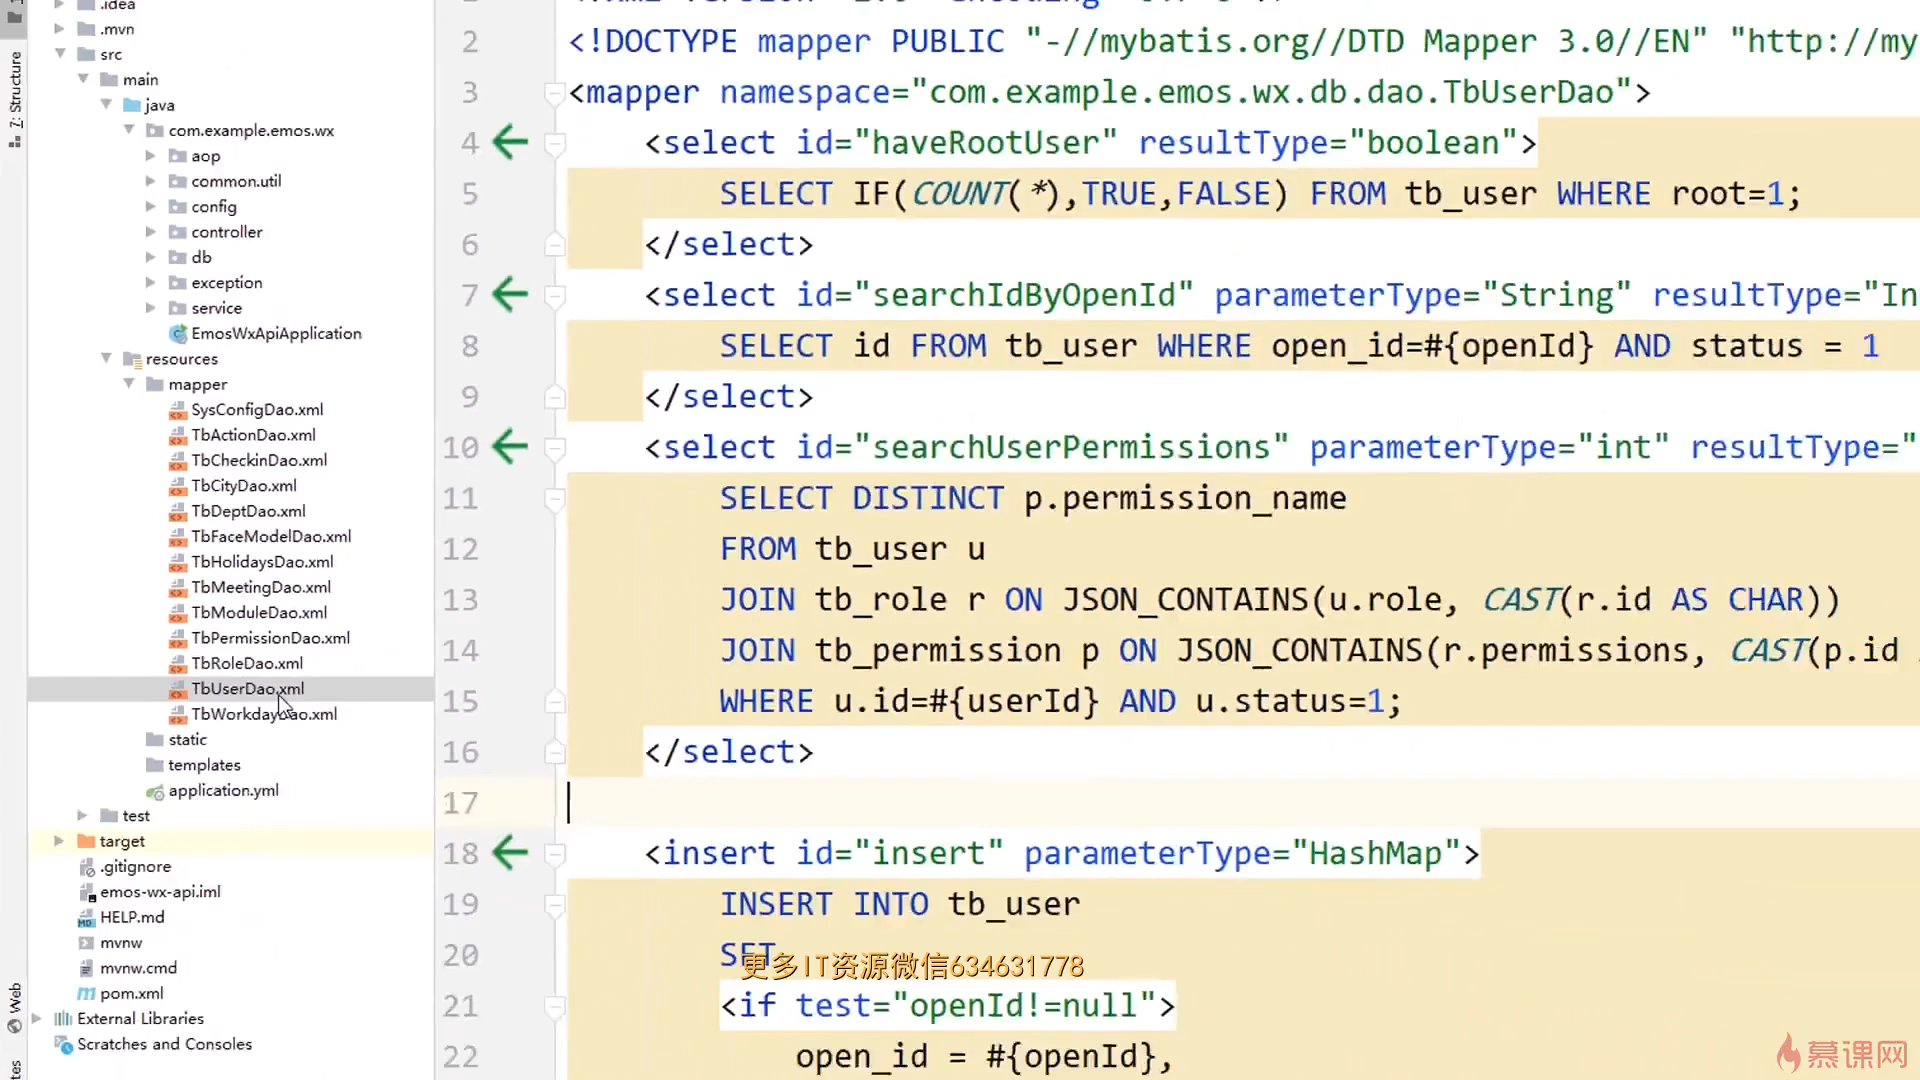 .idea
.mvn
src
main
java
com.example.emos.wx
aop
common.util
config
controller
db
exception
service
EmosWxApiApplication
resources
mapper
SysConfigDao.xml
TbActionDao.xml
TbCheckinDao.xml
TbCityDao.xml
TbDeptDao.xml
TbFaceModelDao.xml
TbHolidaysDao.xml
TbMeetingDao.xml
TbModuleDao.xml
TbPermissionDao.xml
TbRoleDao.xml
TbUserDao.xml
TbWorkdayDao.xml
static
templates
application.yml
test
target
.gitignore
emos-wx-api.iml
HELP.md
mvnw
mvnw.cmd
pom.xml
External Libraries
Scratches and Consoles
7: Structure
Web
2 <!DOCTYPE mapper PUBLIC "-//mybatis.org//DTD Mapper 3.0//EN" "http://my
3 <mapper namespace="com.example.emos.wx.db.dao.TbUserDao">
4 <select id="haveRootUser" resultType="boolean">
5 SELECT IF(COUNT(*),TRUE,FALSE) FROM tb_user WHERE root=1;
6 </select>
7 <select id="searchIdByOpenId" parameterType="String" resultType="In
8 SELECT id FROM tb_user WHERE open_id=#{openId} AND status = 1
9 </select>
10 <select id="searchUserPermissions" parameterType="int" resultType="
11 SELECT DISTINCT p.permission_name
12 FROM tb_user u
13 JOIN tb_role r ON JSON_CONTAINS(u.role, CAST(r.id AS CHAR))
14 JOIN tb_permission p ON JSON_CONTAINS(r.permissions, CAST(p.id
15 WHERE u.id=#{userId} AND u.status=1;
16 </select>
17
18 <insert id="insert" parameterType="HashMap">
19 INSERT INTO tb_user
20 SET
更多IT资源微信634631778
21 <if test="openId!=null">
22 open_id = #{openId},
慕课网